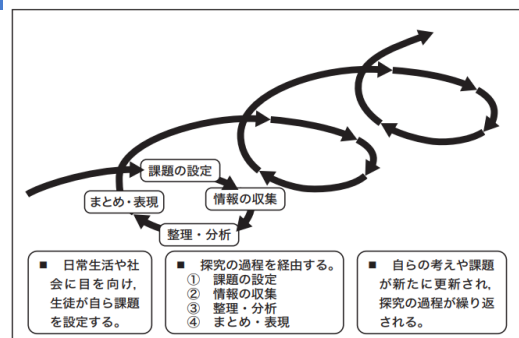 課題の設定
まとめ・表現
情報の収集
整理・分析
■ 日常生活や社
会に目を向け,
生徒が自ら課題
を設定する。
■ 探究の過程を経由する。
① 課題の設定
② 情報の収集
③ 整理・分析
④ まとめ・表現
■ 自らの考えや課題
が新たに更新され,
探究の過程が繰り返
される。